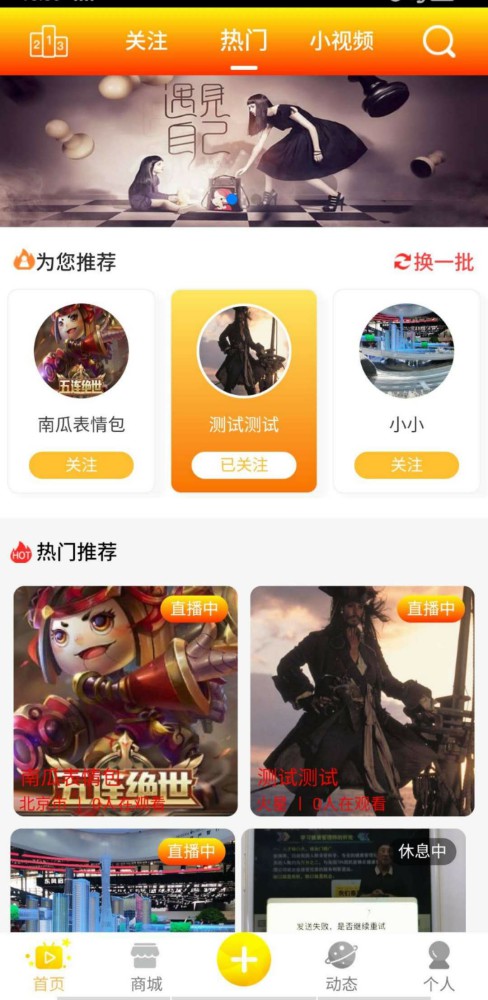 2 1 3
关注
热门
小视频
遇见
自己
为您推荐
换一批
五连绝世
南瓜表情包
关注
测试测试
已关注
小小
关注
HOT
热门推荐
直播中
五连绝世
南瓜表情包
北京市 | 0人在观看
直播中
测试测试
火星 | 0人在观看
直播中
休息中
发送失败，是否继续重试
首页
商城
动态
个人